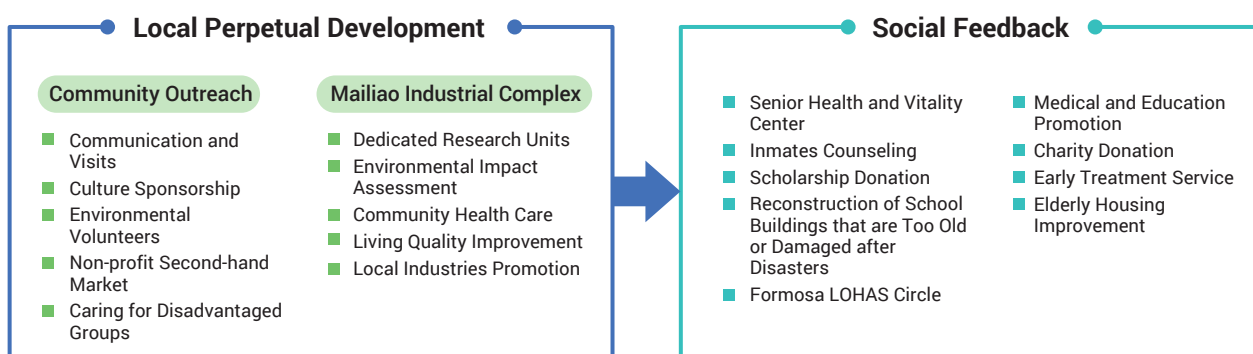 Local Perpetual Development
Community Outreach
Communication and
Visits
Culture Sponsorship
Environmental
Volunteers
Non-profit Second-hand
Market
Caring for Disadvantaged
Groups
Mailiao Industrial Complex
Dedicated Research Units
Environmental Impact
Assessment
Community Health Care
Living Quality Improvement
Local Industries Promotion
Social Feedback
Senior Health and Vitality
Center
Inmates Counseling
Scholarship Donation
Reconstruction of School
Buildings that are Too Old
or Damaged after
Disasters
Formosa LOHAS Circle
Medical and Education
Promotion
Charity Donation
Early Treatment Service
Elderly Housing
Improvement